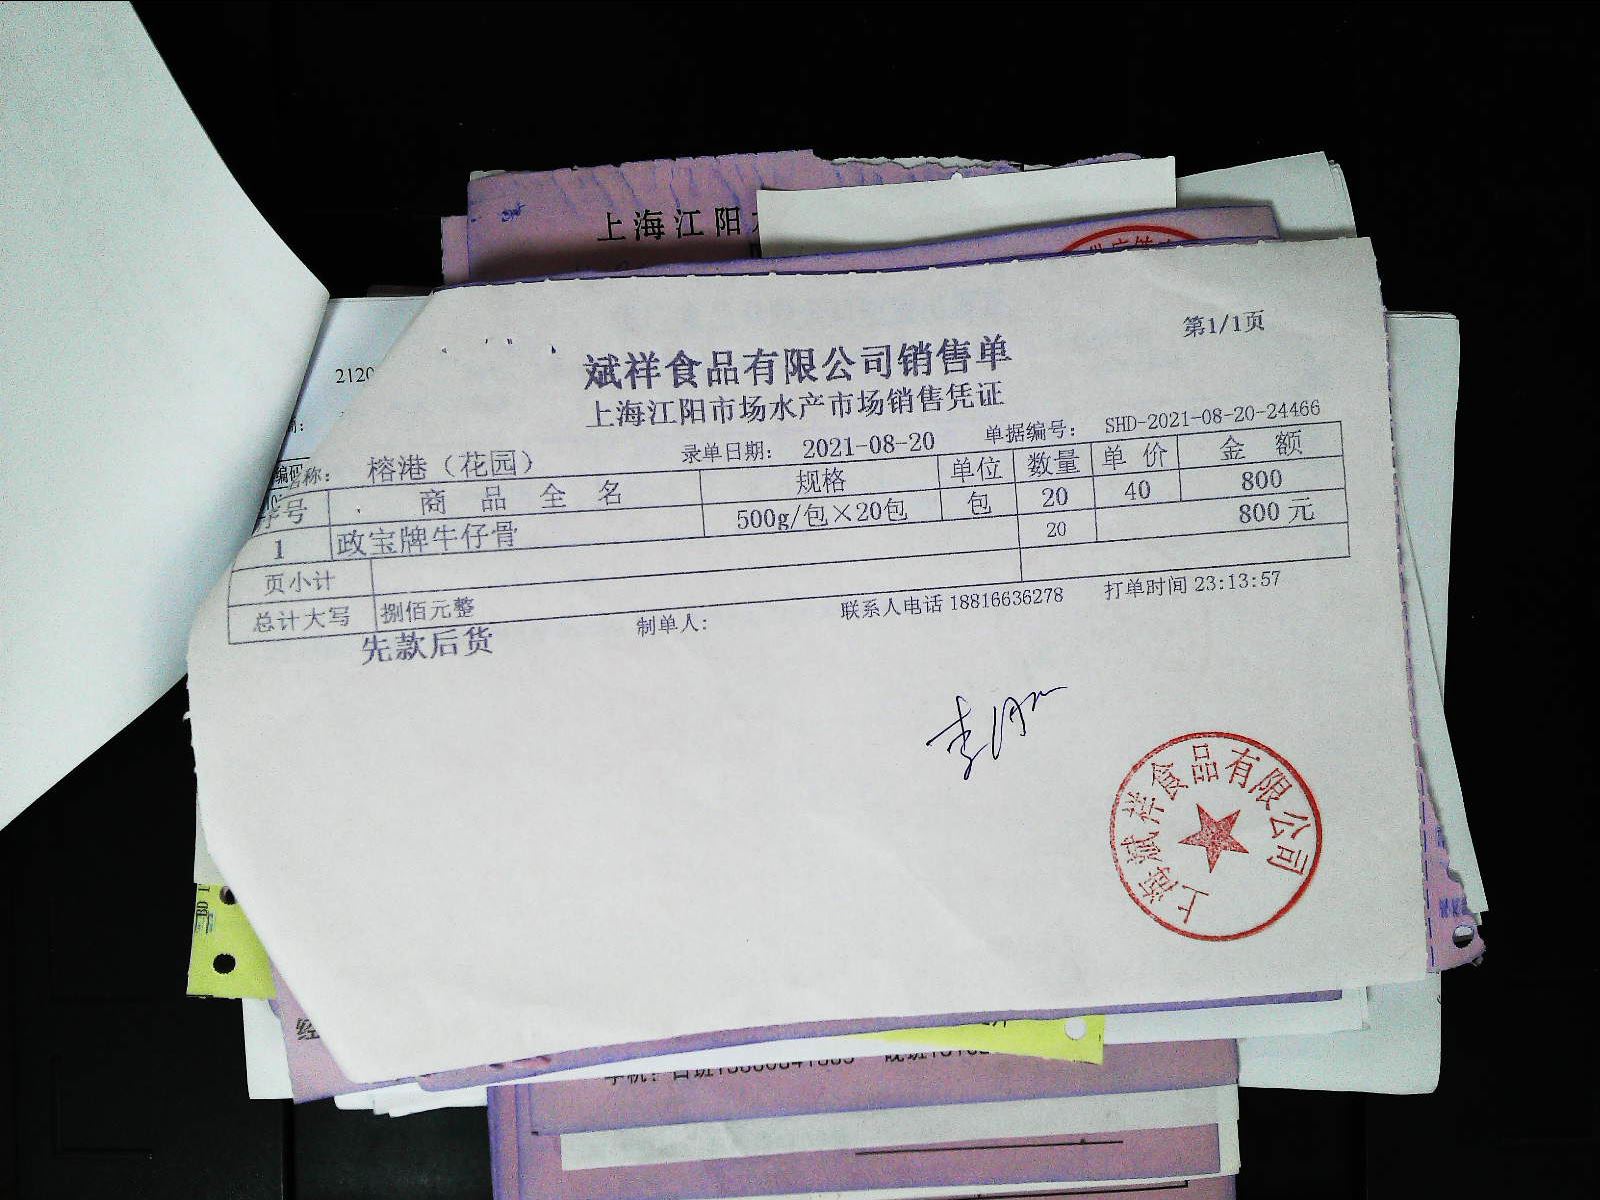 上海江阳
第1/1页
斌祥食品有限公司销售单
上海江阳市场水产市场销售凭证
2120
称: 榕港（花园） 录单日期: 2021-08-20 单据编号: SHD-2021-08-20-24466
序号 商品全名 规格 单位 数量 单价 金额
1 政宝牌牛仔骨 500g/包×20包 包 20 40 800
页小计 20 800元
总计大写 捌佰元整
先款后货 制单人: 联系人电话 18816636278 打单时间 23:13:57
上海斌祥食品有限公司